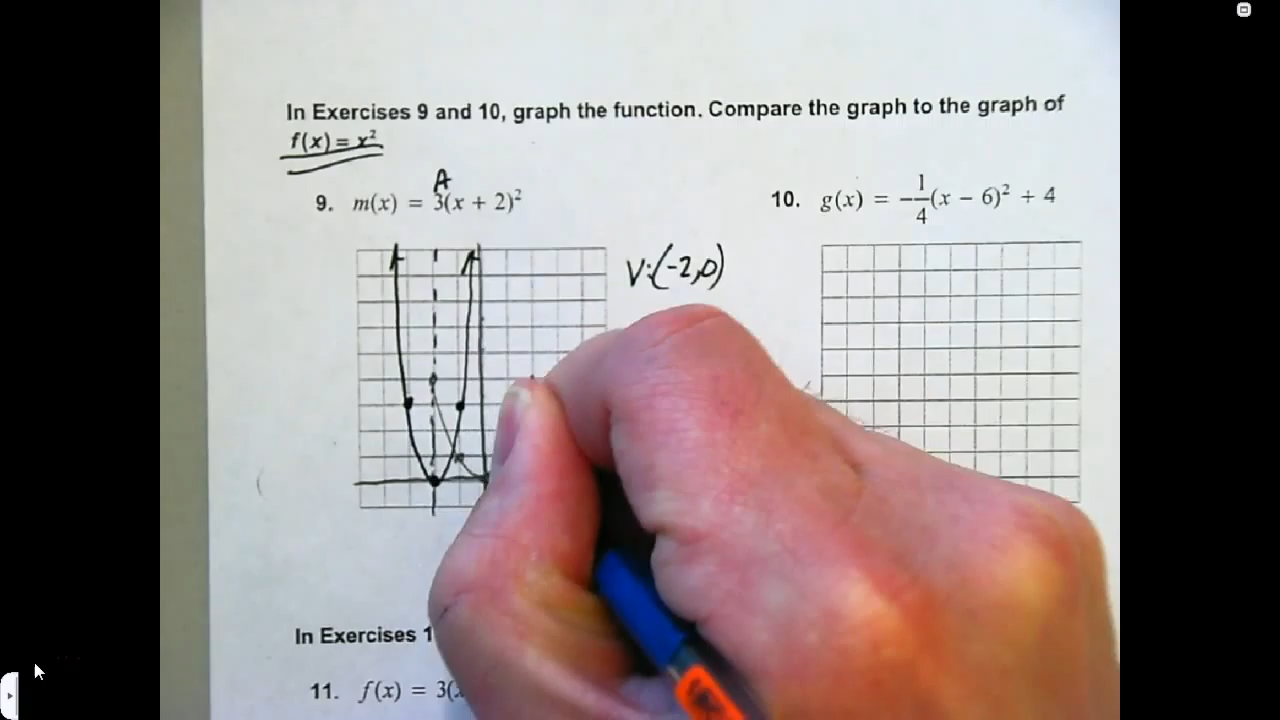 In Exercises 9 and 10, graph the function. Compare the graph to the graph of
f(x) = x²
A
9. m(x) = 3(x + 2)²
10. g(x) = -1/4(x - 6)² + 4
V:(-2,0)
In Exercises 1
11. f(x) = 3(